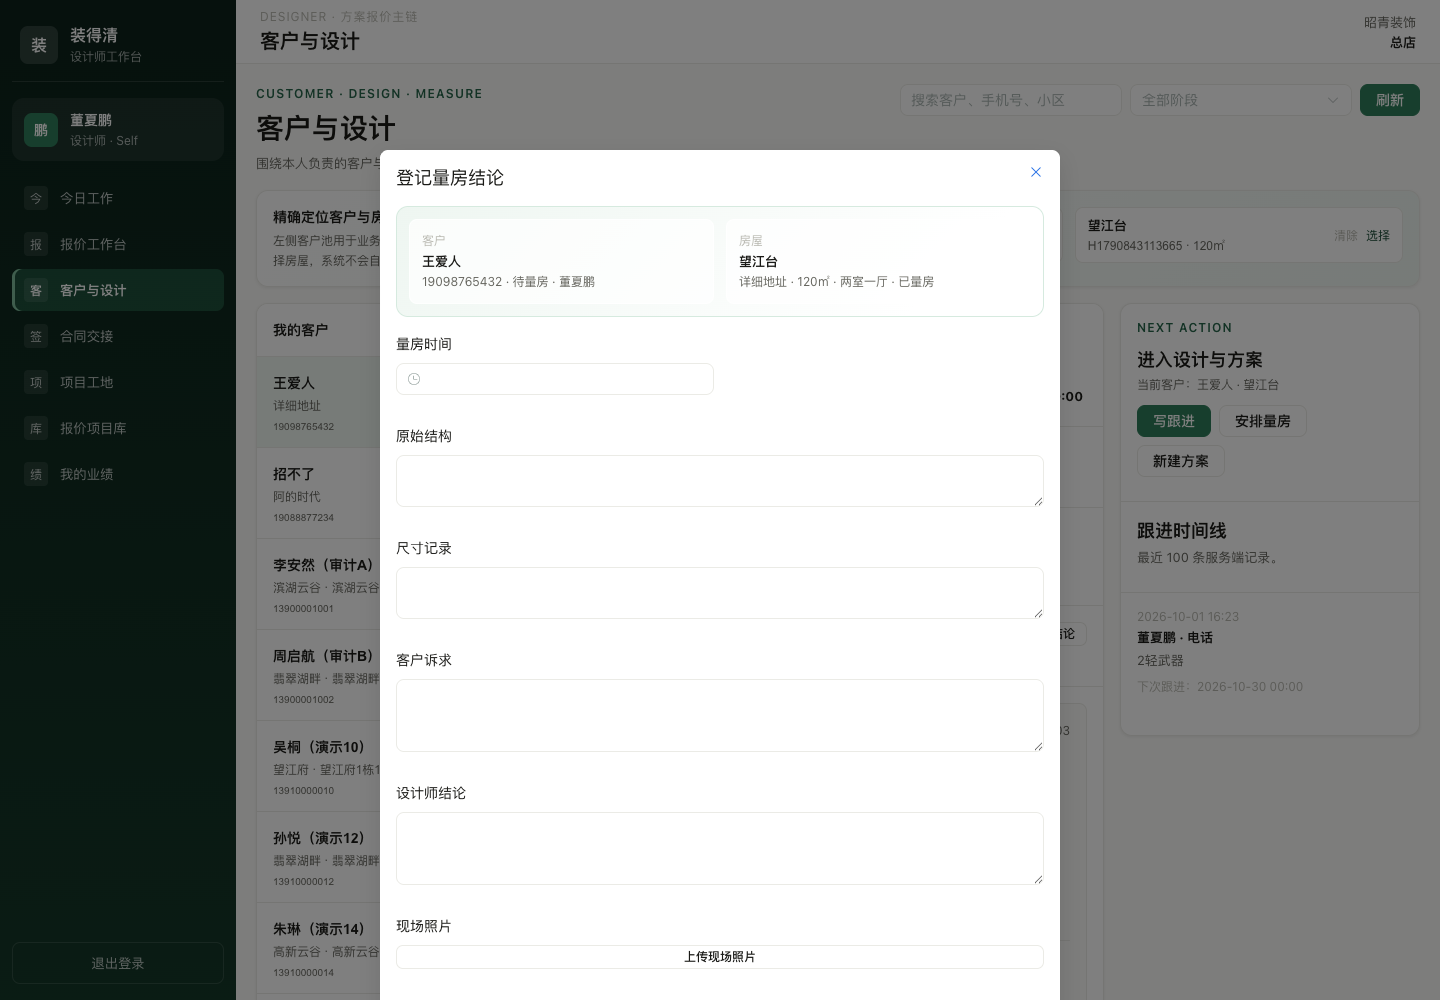 装
装得清
设计师工作台
鹏
董夏鹏
设计师 · Self
今 今日工作
报 报价工作台
客 客户与设计
签 合同交接
项 项目工地
库 报价项目库
绩 我的业绩
退出登录
DESIGNER · 方案报价主链
客户与设计
昭青装饰
总店
CUSTOMER · DESIGN · MEASURE
客户与设计
围绕本人负责的客户与
搜索客户、手机号、小区
全部阶段
刷新
精确定位客户与房
左侧客户池用于业务
择房屋，系统不会自
望江台
H1790843113665 · 120㎡
清除 选择
我的客户
王爱人
详细地址
19098765432
招不了
阿的时代
19088877234
李安然（审计A）
滨湖云谷 · 滨湖云谷
13900001001
周启航（审计B）
翡翠湖畔 · 翡翠湖畔
13900001002
吴桐（演示10）
望江府 · 望江府1栋1
13910000010
孙悦（演示12）
翡翠湖畔 · 翡翠湖畔
13910000012
朱琳（演示14）
高新云谷 · 高新云谷
13910000014
登记量房结论
客户
王爱人
19098765432 · 待量房 · 董夏鹏
房屋
望江台
详细地址 · 120㎡ · 两室一厅 · 已量房
量房时间
原始结构
尺寸记录
客户诉求
设计师结论
现场照片
上传现场照片
:00
论
03
NEXT ACTION
进入设计与方案
当前客户：王爱人 · 望江台
写跟进
安排量房
新建方案
跟进时间线
最近 100 条服务端记录。
2026-10-01 16:23
董夏鹏 · 电话
2轻武器
下次跟进：2026-10-30 00:00